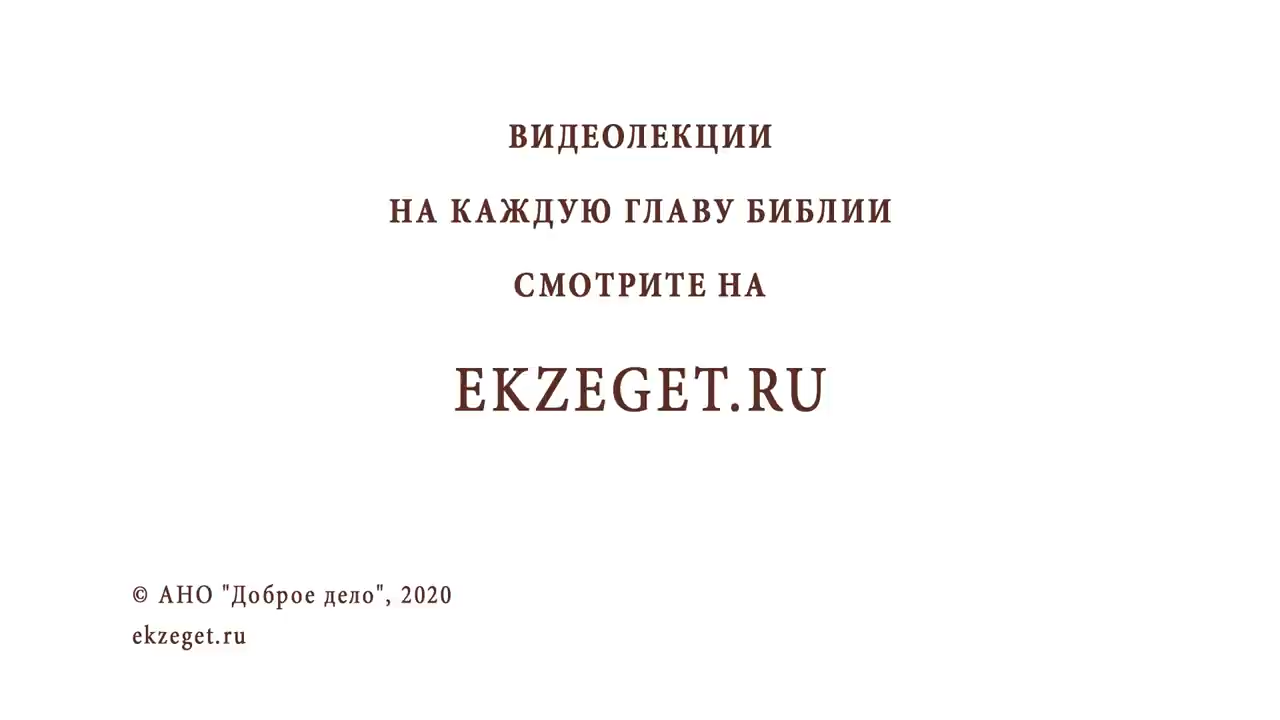 ВИДЕОЛЕКЦИИ
НА КАЖДУЮ ГЛАВУ БИБЛИИ
СМОТРИТЕ НА
EKZEGET.RU
© АНО "Доброе дело", 2020
ekzeget.ru